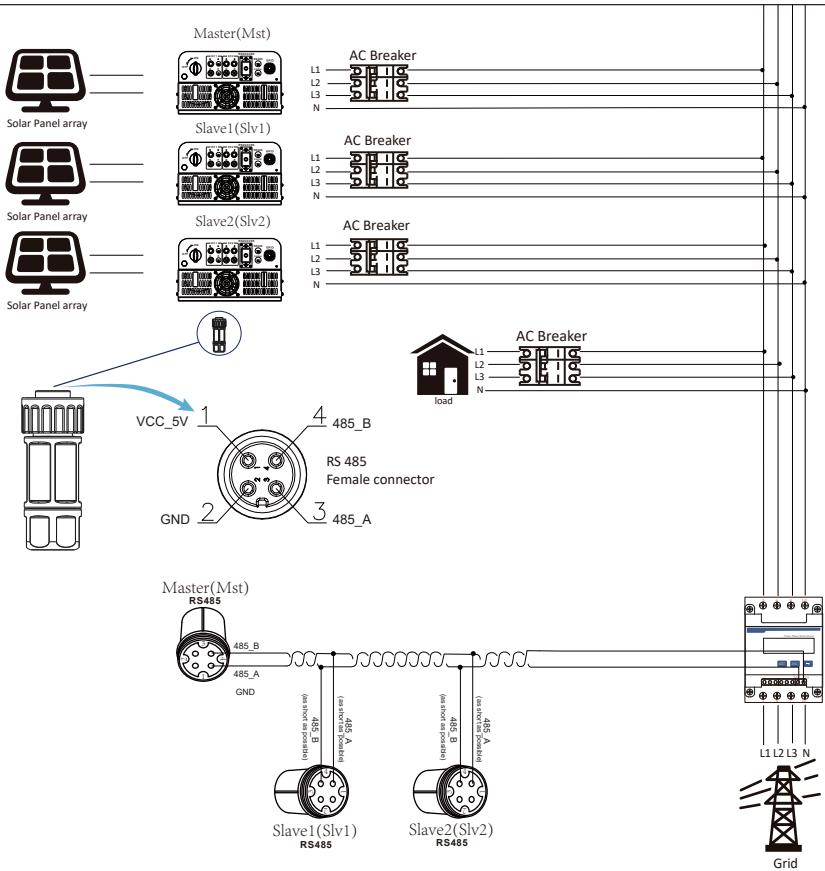 Master(Mst)
AC Breaker
L1
L2
L3
N
Solar Panel array
Slave1(Slv1)
AC Breaker
L1
L2
L3
N
Solar Panel array
Slave2(Slv2)
AC Breaker
L1
L2
L3
N
Solar Panel array
AC Breaker
L1
L2
L3
N
load
VCC_5V
1
4
485_B
RS 485
Female connector
1
4
2
3
GND
2
3
485_A
Master(Mst)
RS485
485_B
485_A
GND
485_B
(as short as possible)
485_A
(as short as possible)
485_B
(as short as possible)
485_A
(as short as possible)
Slave1(Slv1)
RS485
Slave2(Slv2)
RS485
L1 L2 L3 N
Grid